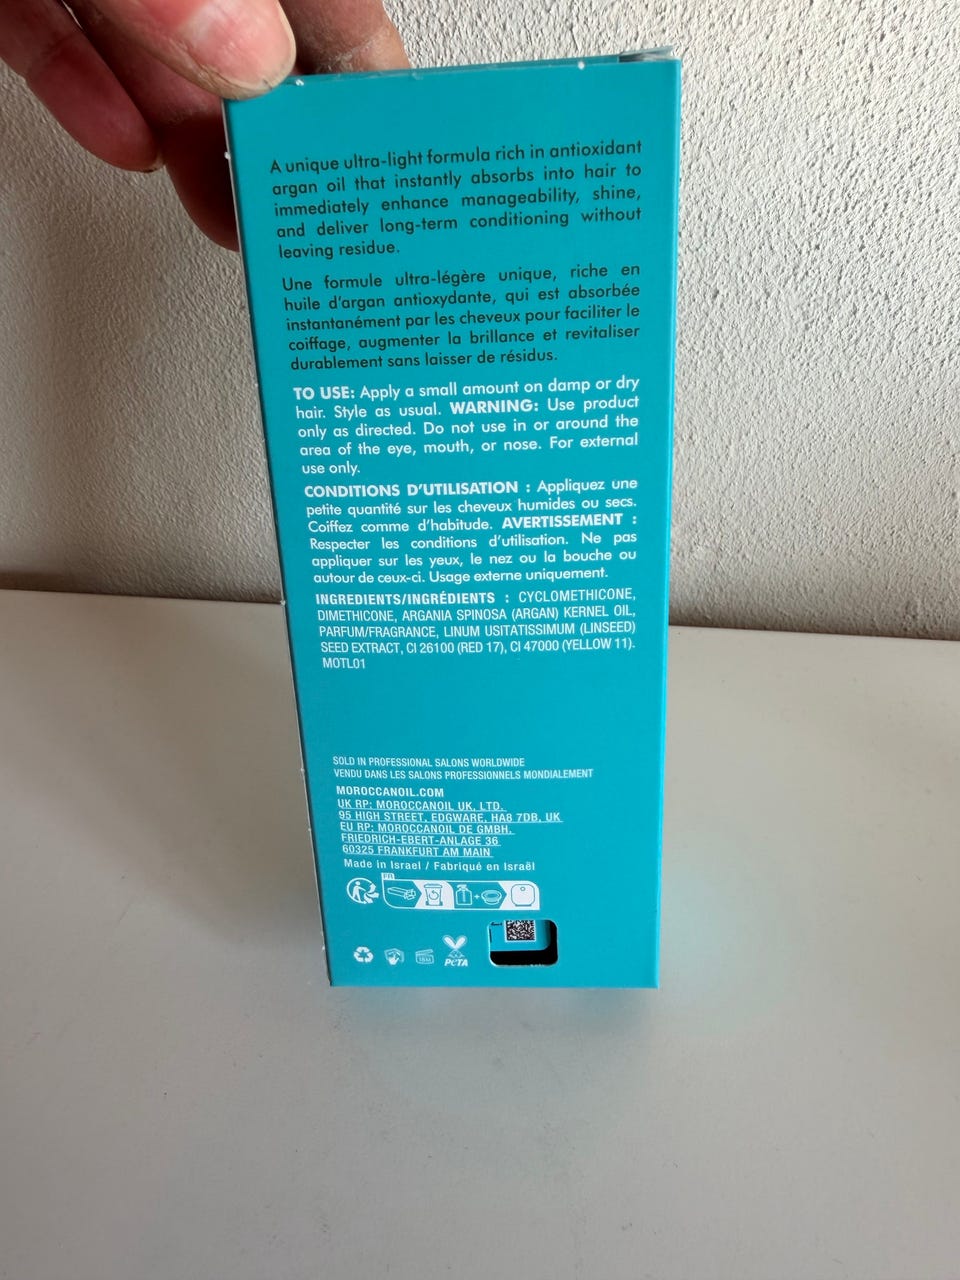 A unique ultra-light formula rich in antioxidant
argan oil that instantly absorbs into hair to
immediately enhance manageability, shine,
and deliver long-term conditioning without
leaving residue.
Une formule ultra-légère unique, riche en
huile d'argan antioxydante, qui est absorbée
instantanément par les cheveux pour faciliter le
coiffage, augmenter la brillance et revitaliser
durablement sans laisser de résidus.
TO USE: Apply a small amount on damp or dry
hair. Style as usual. WARNING: Use product
only as directed. Do not use in or around the
area of the eye, mouth, or nose. For external
use only.
CONDITIONS D'UTILISATION : Appliquez une
petite quantité sur les cheveux humides ou secs.
Coiffez comme d'habitude. AVERTISSEMENT :
Respecter les conditions d'utilisation. Ne pas
appliquer sur les yeux, le nez ou la bouche ou
autour de ceux-ci. Usage externe uniquement.
INGREDIENTS/INGRÉDIENTS : CYCLOMETHICONE,
DIMETHICONE, ARGANIA SPINOSA (ARGAN) KERNEL OIL,
PARFUM/FRAGRANCE, LINUM USITATISSIMUM (LINSEED)
SEED EXTRACT, CI 26100 (RED 17), CI 47000 (YELLOW 11).
MOTL01
SOLD IN PROFESSIONAL SALONS WORLDWIDE
VENDU DANS LES SALONS PROFESSIONNELS MONDIALEMENT
MOROCCANOIL.COM
UK RP: MOROCCANOIL UK, LTD.
95 HIGH STREET, EDGWARE, HA8 7DB, UK
EU RP: MOROCCANOIL DE GMBH.
FRIEDRICH-EBERT-ANLAGE 36
60325 FRANKFURT AM MAIN
Made in Israel / Fabriqué en Israël
FR
18M
PETA